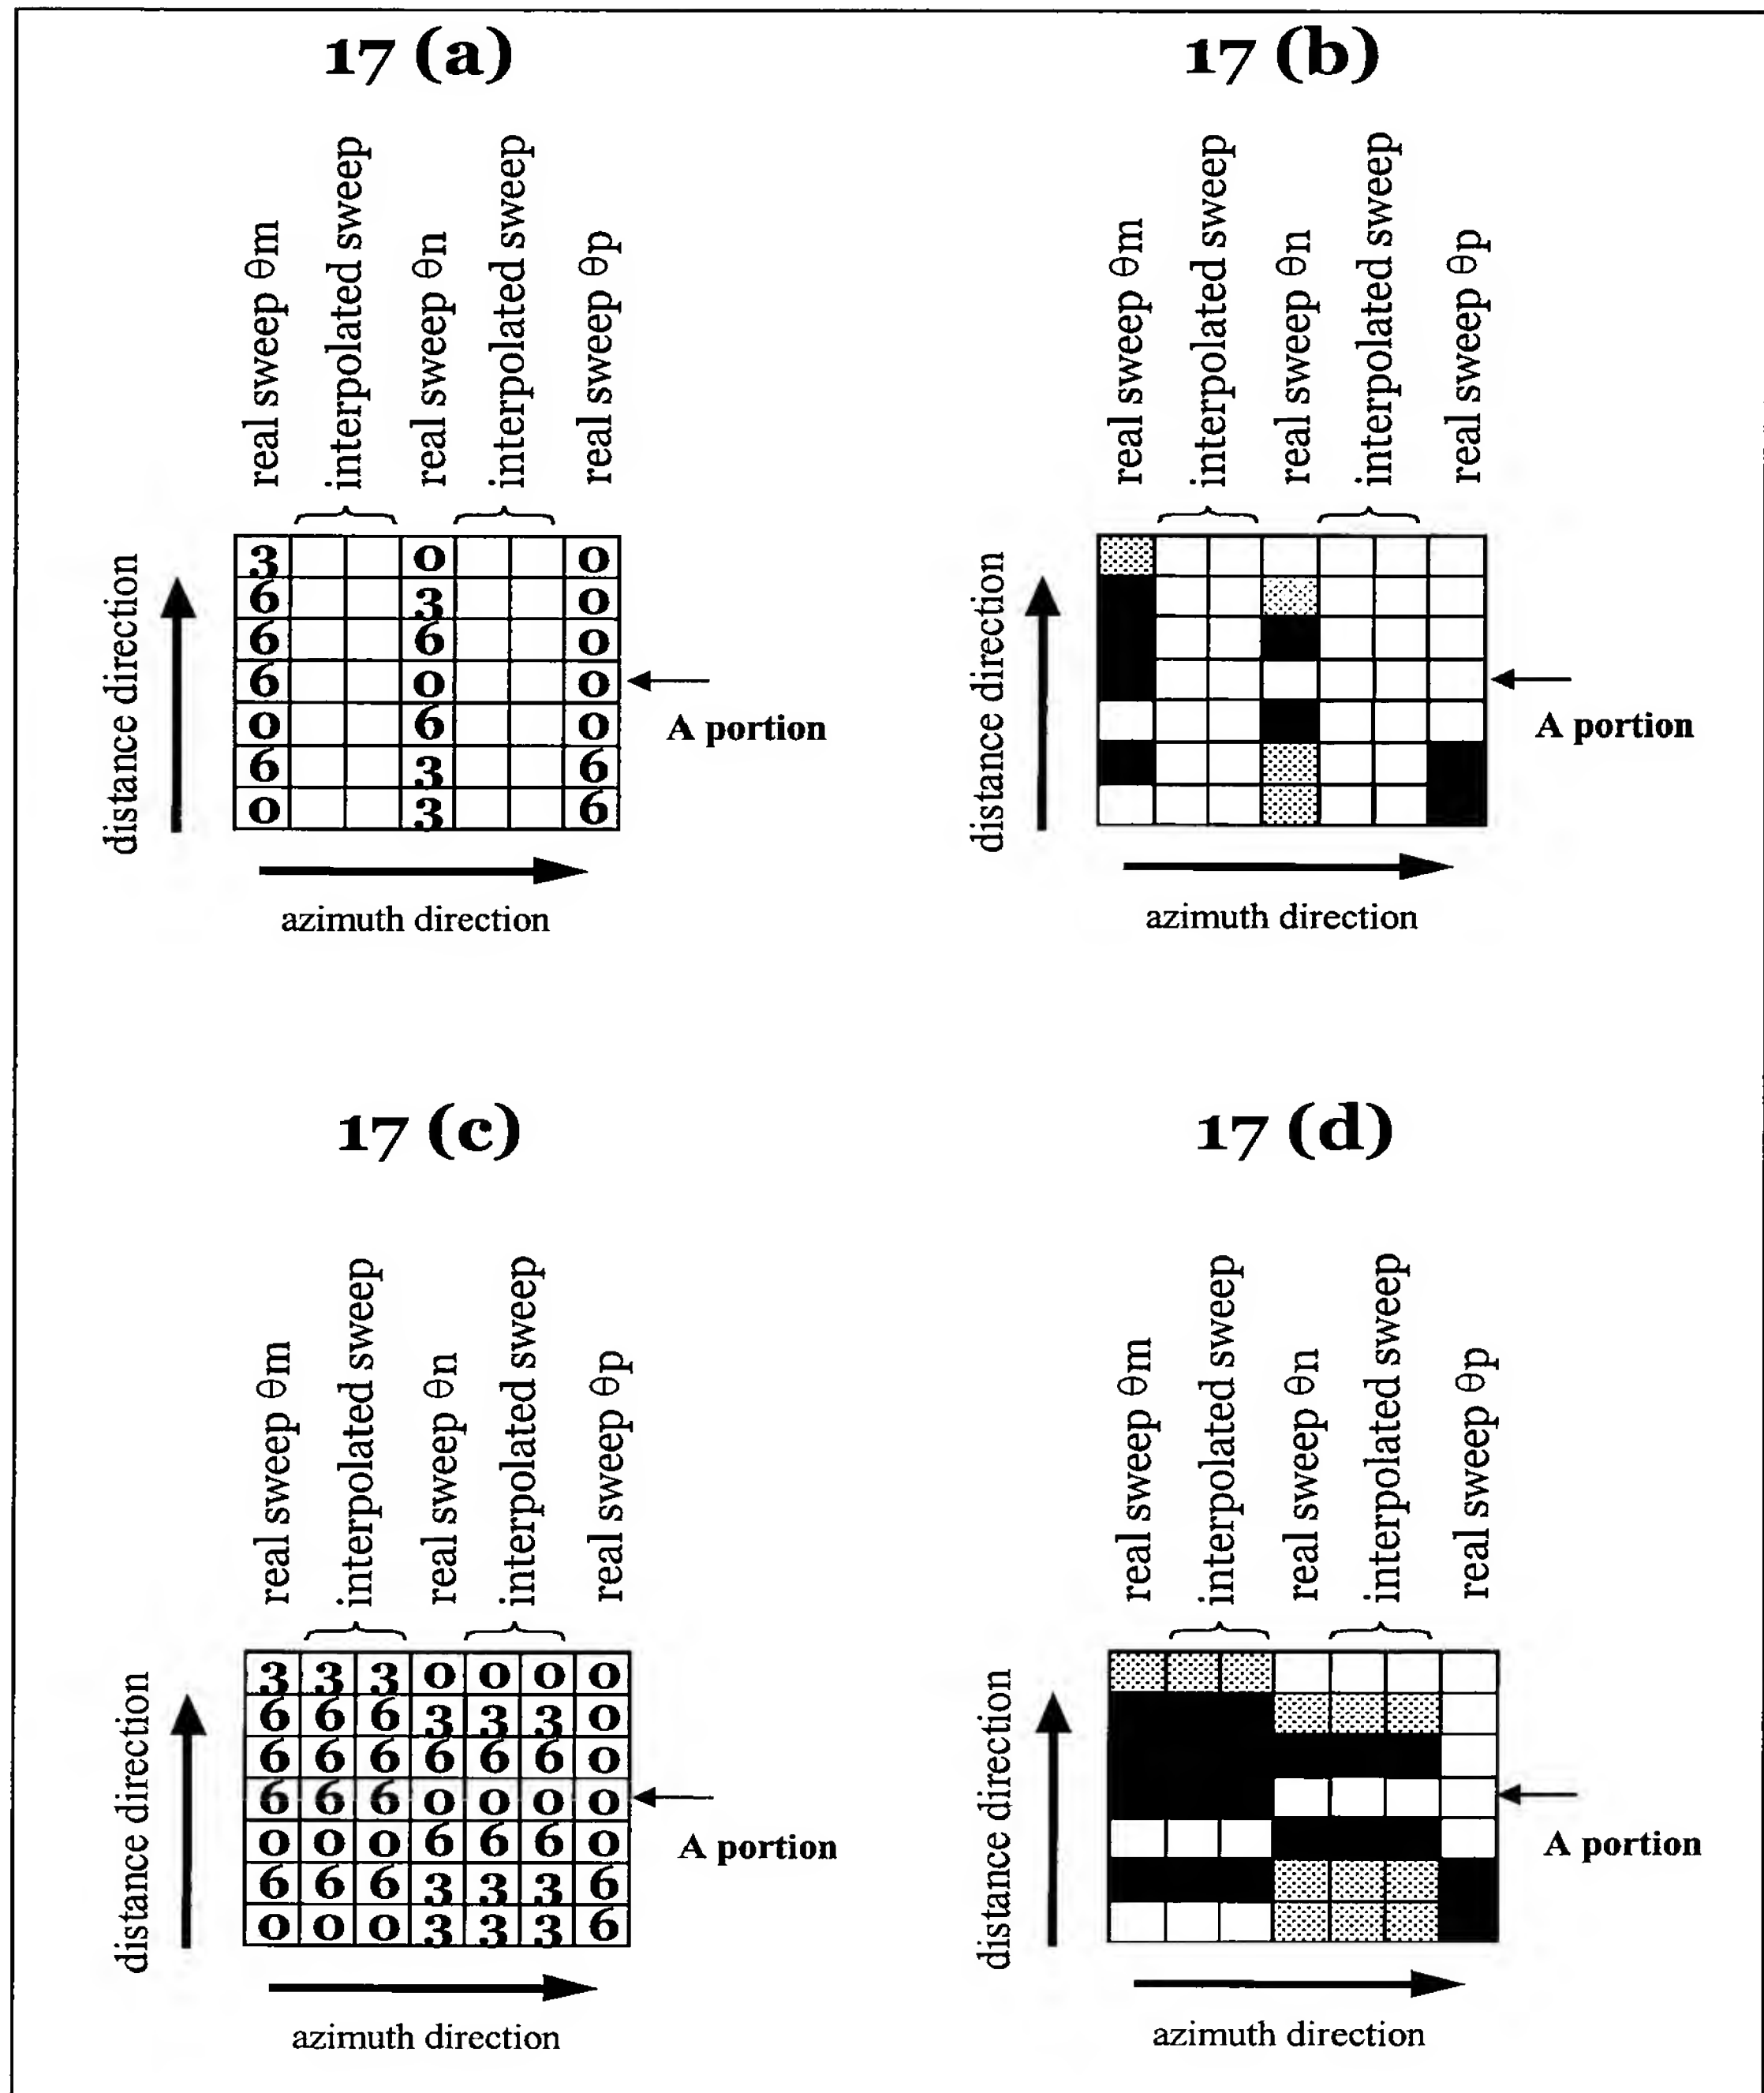 17 (a)
real sweep θm
interpolated sweep
real sweep θn
interpolated sweep
real sweep θp
distance direction
3 0 0
6 3 0
6 6 0
6 0 0
0 6 0
6 3 6
0 3 6
A portion
azimuth direction
17 (b)
real sweep θm
interpolated sweep
real sweep θn
interpolated sweep
real sweep θp
distance direction
A portion
azimuth direction
17 (c)
real sweep θm
interpolated sweep
real sweep θn
interpolated sweep
real sweep θp
distance direction
3 3 3 0 0 0 0
6 6 6 3 3 3 0
6 6 6 6 6 6 0
6 6 6 0 0 0 0
0 0 0 6 6 6 0
6 6 6 3 3 3 6
0 0 0 3 3 3 6
A portion
azimuth direction
17 (d)
real sweep θm
interpolated sweep
real sweep θn
interpolated sweep
real sweep θp
distance direction
A portion
azimuth direction